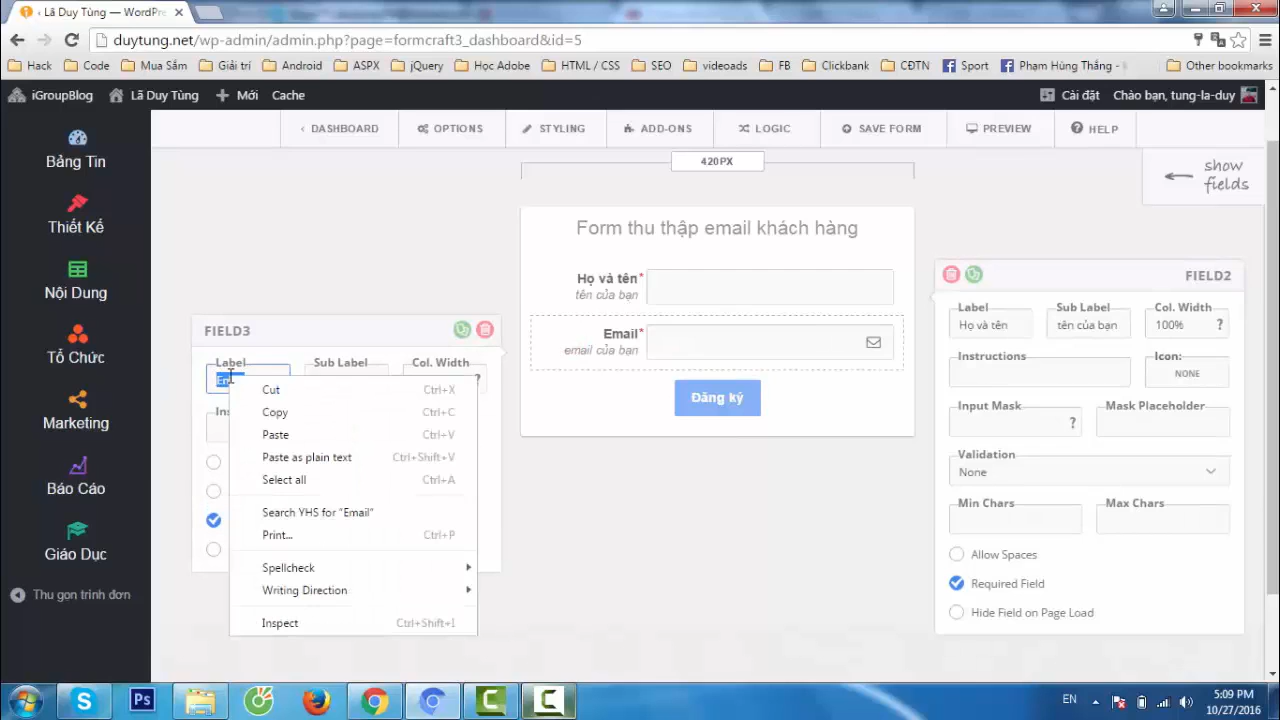 Lã Duy Tùng — WordPre
duytung.net/wp-admin/admin.php?page=formcraft3_dashboard&id=5
Hack Code Mua Sắm Giải trí Android ASPX jQuery Học Adobe HTML / CSS SEO videoads FB Clickbank CĐTN Sport Phạm Hùng Thắng - Other bookmarks
iGroupBlog Lã Duy Tùng Mới Cache Cài đặt Chào bạn, tung-la-duy
DASHBOARD OPTIONS STYLING ADD-ONS LOGIC SAVE FORM PREVIEW HELP
Bảng Tin
Thiết Kế
Nội Dung
Tổ Chức
Marketing
Báo Cáo
Giáo Dục
Thu gọn trình đơn
420PX
show
fields
Form thu thập email khách hàng
Họ và tên*
tên của bạn
Email*
email của bạn
Đăng ký
FIELD3
Label Sub Label Col. Width
?
Cut Ctrl+X
Copy Ctrl+C
Paste Ctrl+V
Paste as plain text Ctrl+Shift+V
Select all Ctrl+A
Search YHS for "Email"
Print... Ctrl+P
Spellcheck
Writing Direction
Inspect Ctrl+Shift+I
FIELD2
Label Sub Label Col. Width
Họ và tên tên của bạn 100% ?
Instructions Icon:
NONE
Input Mask Mask Placeholder
?
Validation
None
Min Chars Max Chars
Allow Spaces
Required Field
Hide Field on Page Load
Ps
EN
5:09 PM
10/27/2016